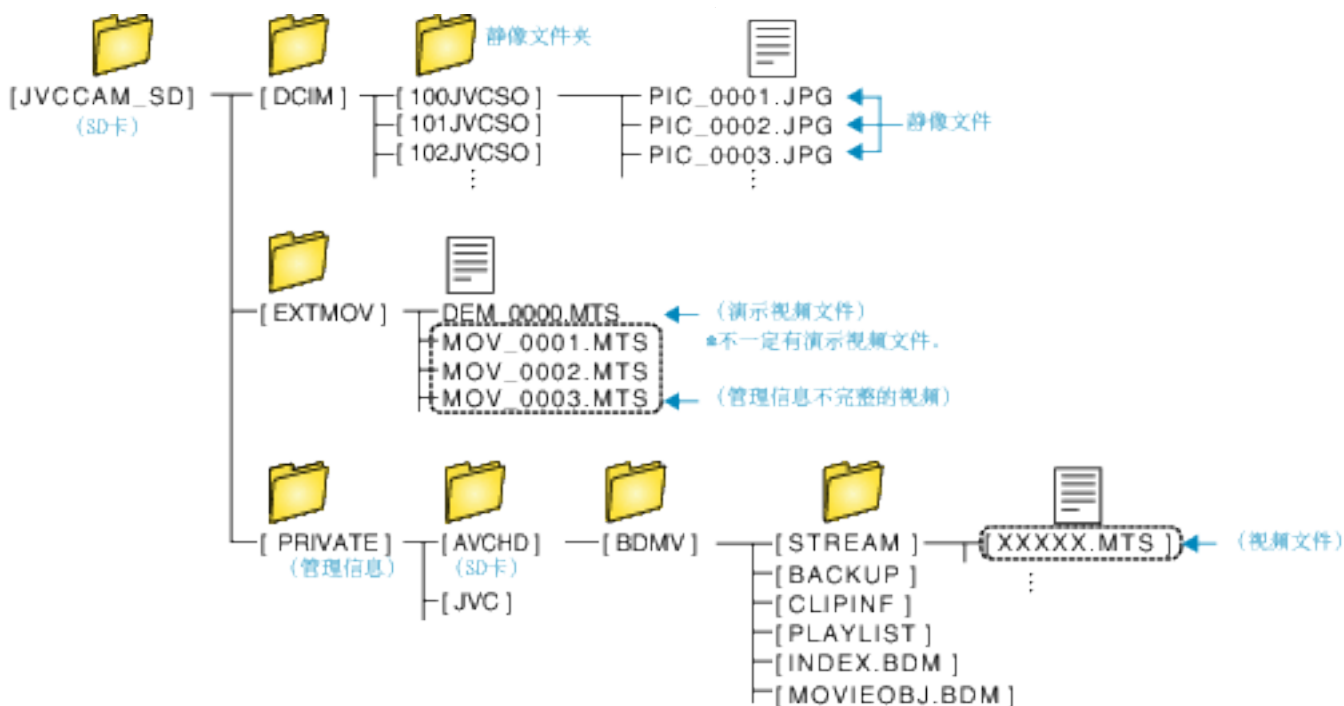 静像文件夹
[JVCCAM_SD]
(SD卡)
[DCIM]
[100JVCSO]
[101JVCSO]
[102JVCSO]
PIC_0001.JPG
PIC_0002.JPG
PIC_0003.JPG
静像文件
[EXTMOV]
DEM_0000.MTS
(演示视频文件)
MOV_0001.MTS
*不一定有演示视频文件.
MOV_0002.MTS
MOV_0003.MTS
(管理信息不完整的视频)
[PRIVATE]
(管理信息)
[AVCHD]
(SD卡)
[JVC]
[BDMV]
[STREAM]
[BACKUP]
[CLIPINF]
[PLAYLIST]
[INDEX.BDM]
[MOVIEOBJ.BDM]
[XXXXX.MTS]
(视频文件)